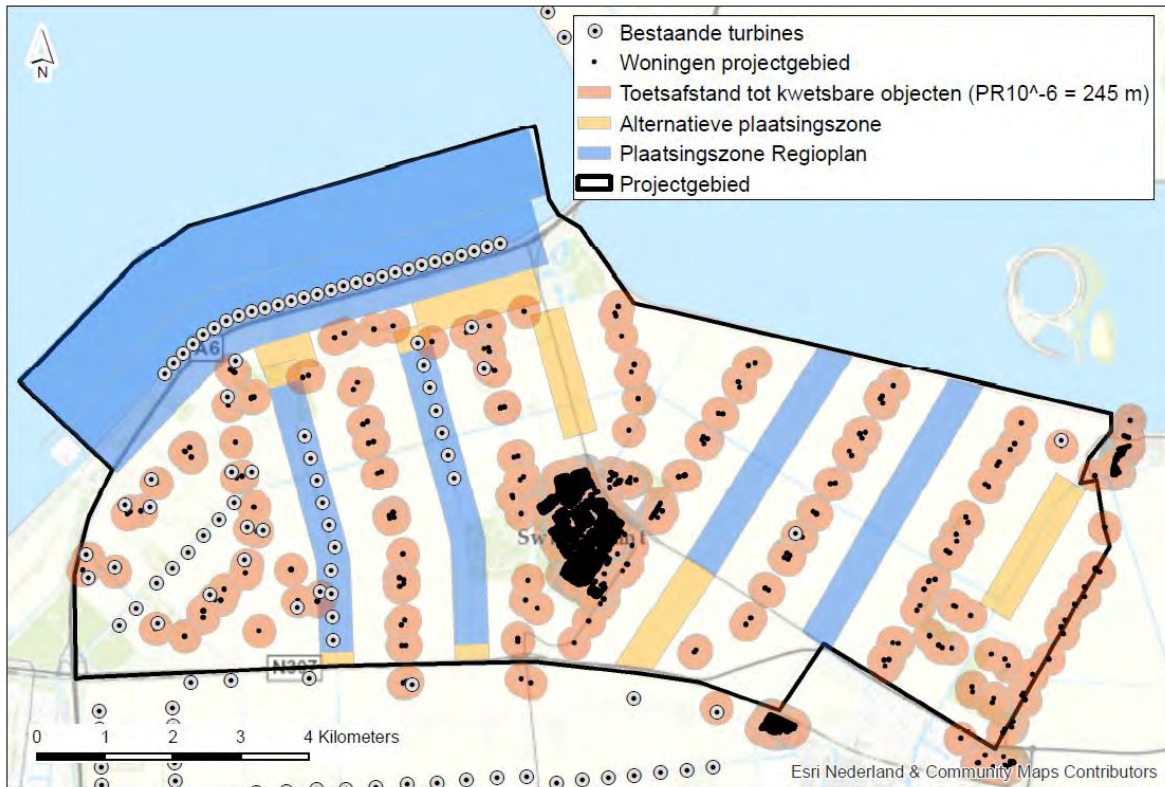 N
Bestaande turbines
Woningen projectgebied
Toetsafstand tot kwetsbare objecten (PR10^-6 = 245 m)
Alternatieve plaatsingszone
Plaatsingszone Regioplan
Projectgebied
A6
N307
0 1 2 3 4 Kilometers
Esri Nederland & Community Maps Contributors